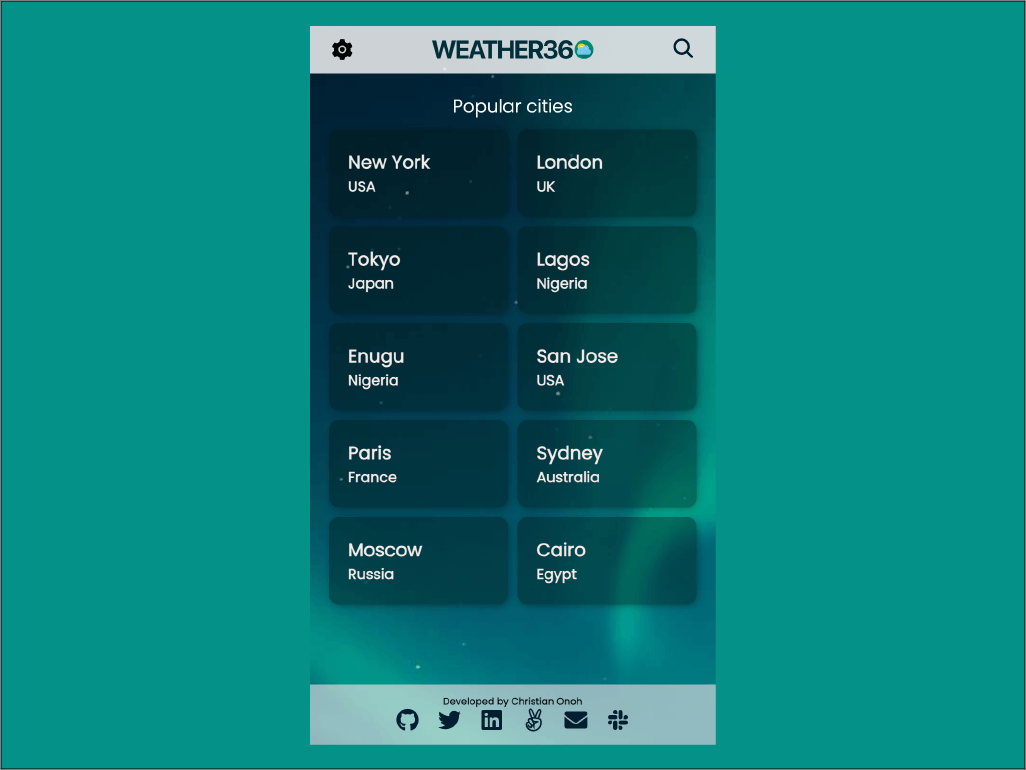 WEATHER36
Popular cities
New York
USA
London
UK
Tokyo
Japan
Lagos
Nigeria
Enugu
Nigeria
San Jose
USA
Paris
France
Sydney
Australia
Moscow
Russia
Cairo
Egypt
Developed by Christian Onoh